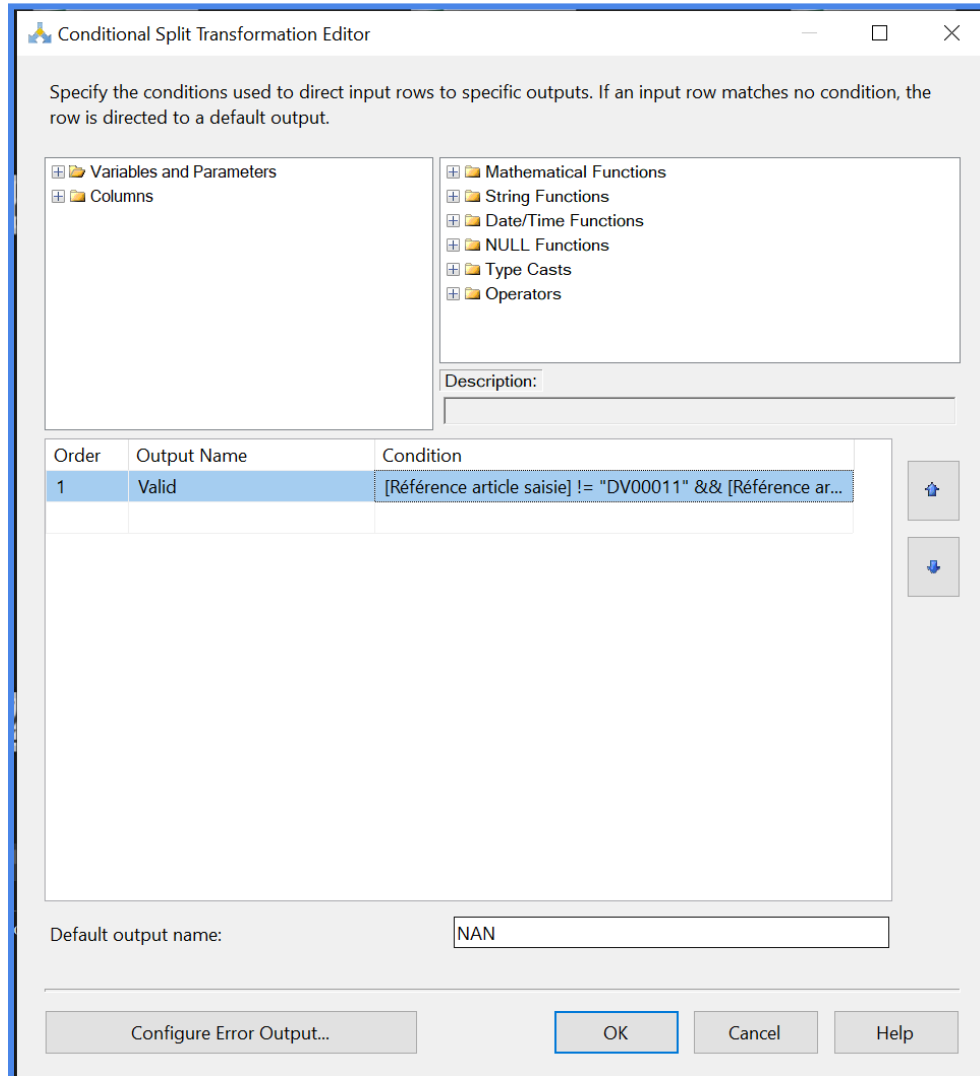 Conditional Split Transformation Editor
Specify the conditions used to direct input rows to specific outputs. If an input row matches no condition, the
row is directed to a default output.
Variables and Parameters
Columns
Mathematical Functions
String Functions
Date/Time Functions
NULL Functions
Type Casts
Operators
Description:
Order Output Name Condition
1 Valid [Référence article saisie] != "DV00011" && [Référence ar...
Default output name: NAN
Configure Error Output... OK Cancel Help